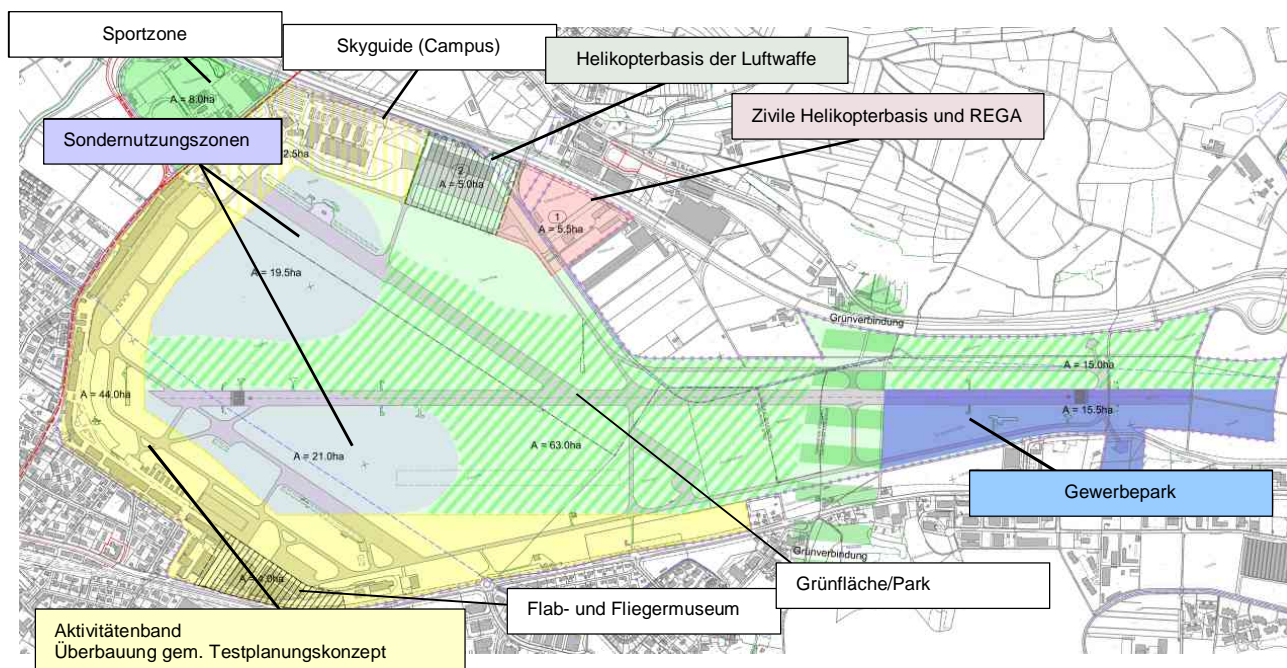 Sportzone
Skyguide (Campus)
Helikopterbasis der Luftwaffe
Zivile Helikopterbasis und REGA
A = 8.0ha
Sondernutzungszonen
2.5ha
2
A = 5.0ha
1
A = 5.5ha
A = 19.5ha
Grünverbindung
A = 15.0ha
A = 44.0ha
A = 15.5ha
A = 63.0ha
A = 21.0ha
Gewerbepark
Grünverbindung
Grünfläche/Park
Flab- und Fliegermuseum
Aktivitätenband
Überbauung gem. Testplanungskonzept